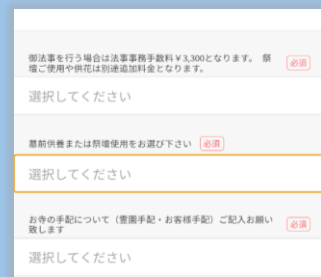 御法事を行う場合は法事事務手数料￥3,300となります。 祭
壇ご使用や供花は別途追加料金となります。 必須
選択してください
墓前供養または祭壇使用をお選び下さい 必須
選択してください
お寺の手配について（霊園手配・お客様手配）ご記入お願い
致します 必須
選択してください